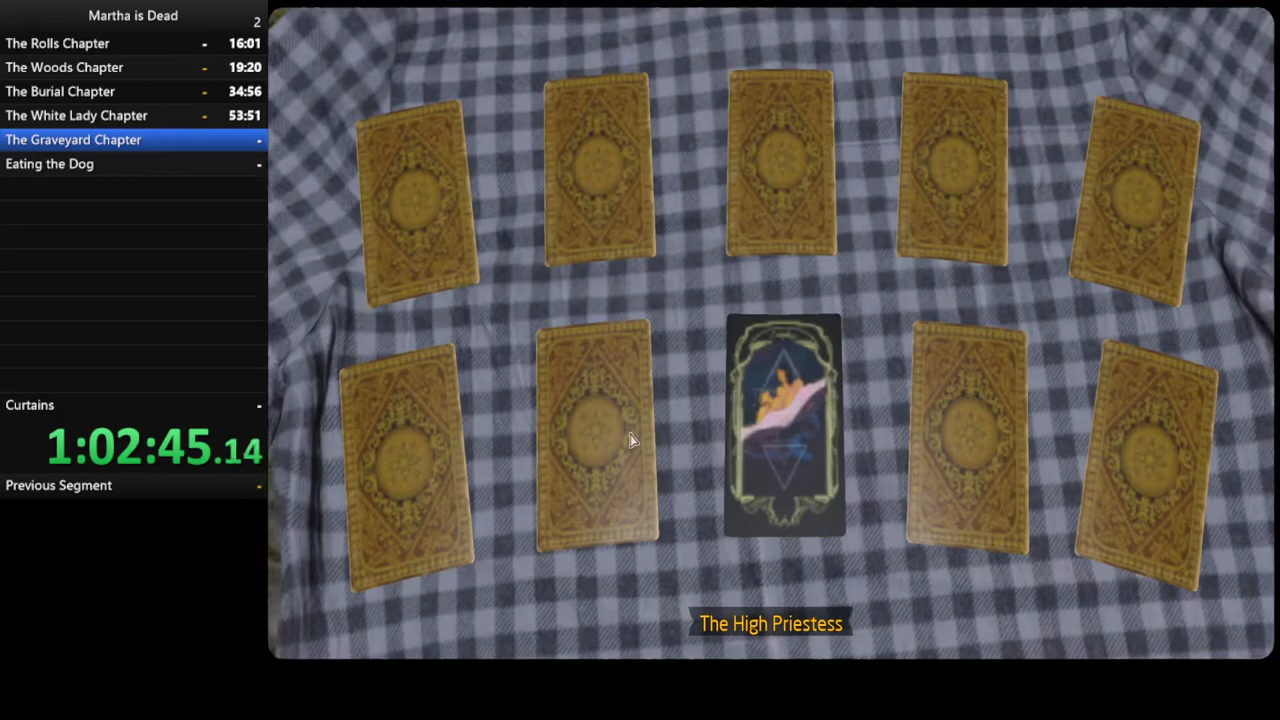 Martha is Dead
2
The Rolls Chapter - 16:01
The Woods Chapter - 19:20
The Burial Chapter - 34:56
The White Lady Chapter - 53:51
The Graveyard Chapter -
Eating the Dog -
Curtains -
1:02:45.14
Previous Segment -
The High Priestess